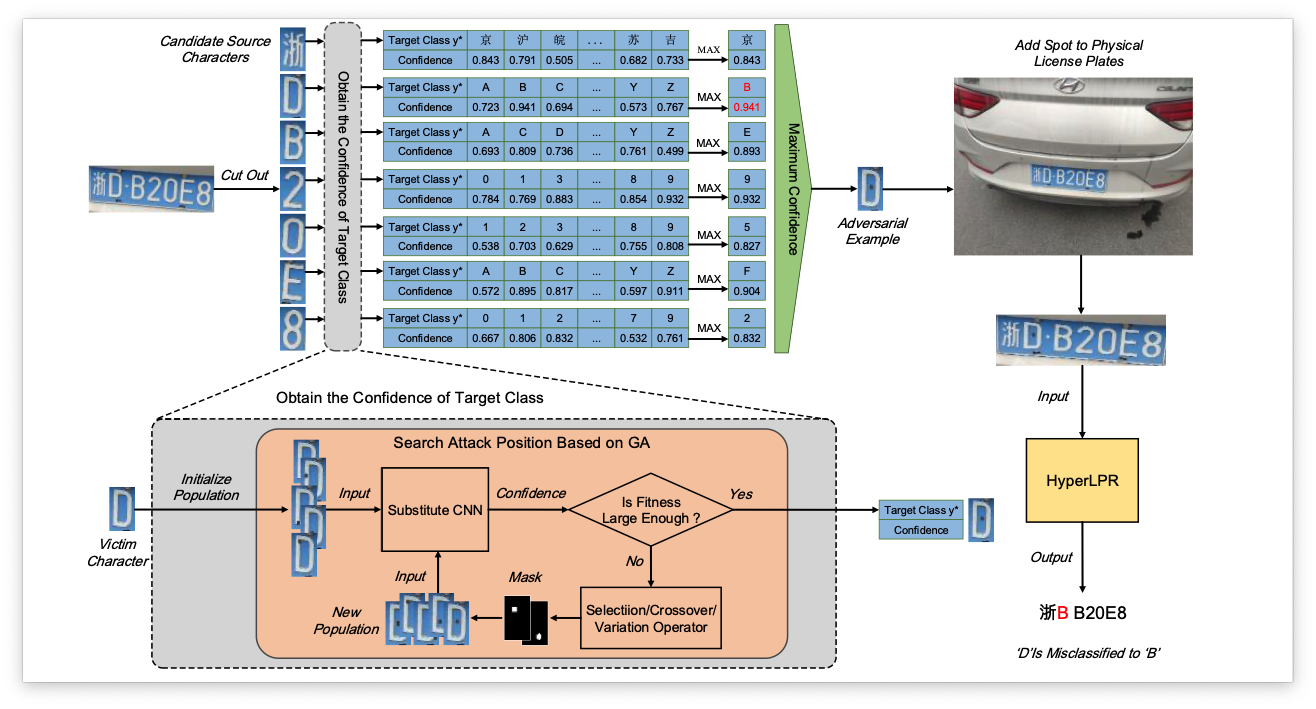 Candidate Source
Characters
Cut Out
浙D·B20E8
浙
D
B
2
0
E
8
Obtain the Confidence of Target Class
Target Class y* 京 沪 皖 ... 苏 吉
Confidence 0.843 0.791 0.505 ... 0.682 0.733
MAX
京
0.843
Target Class y* A B C ... Y Z
Confidence 0.723 0.941 0.694 ... 0.573 0.767
MAX
B
0.941
Target Class y* A C D ... Y Z
Confidence 0.693 0.809 0.736 ... 0.761 0.499
MAX
E
0.893
Target Class y* 0 1 3 ... 8 9
Confidence 0.784 0.769 0.883 ... 0.854 0.932
MAX
9
0.932
Target Class y* 1 2 3 ... 8 9
Confidence 0.538 0.703 0.629 ... 0.755 0.808
MAX
5
0.827
Target Class y* A B C ... Y Z
Confidence 0.572 0.895 0.817 ... 0.597 0.911
MAX
F
0.904
Target Class y* 0 1 2 ... 7 9
Confidence 0.667 0.806 0.832 ... 0.532 0.761
MAX
2
0.832
Maximum Confidence
D
Adversarial
Example
Add Spot to Physical
License Plates
浙D·B20E8
浙D·B20E8
Input
HyperLPR
Output
浙B B20E8
‘D’Is Misclassified to ‘B’
Obtain the Confidence of Target Class
Search Attack Position Based on GA
D
Victim
Character
Initialize
Population
D
D
D
D
D
Input
Substitute CNN
Confidence
Is Fitness
Large Enough ?
Yes
No
Selectiion/Crossover/
Variation Operator
Mask
New
Population
D
Input
Target Class y*
Confidence
D